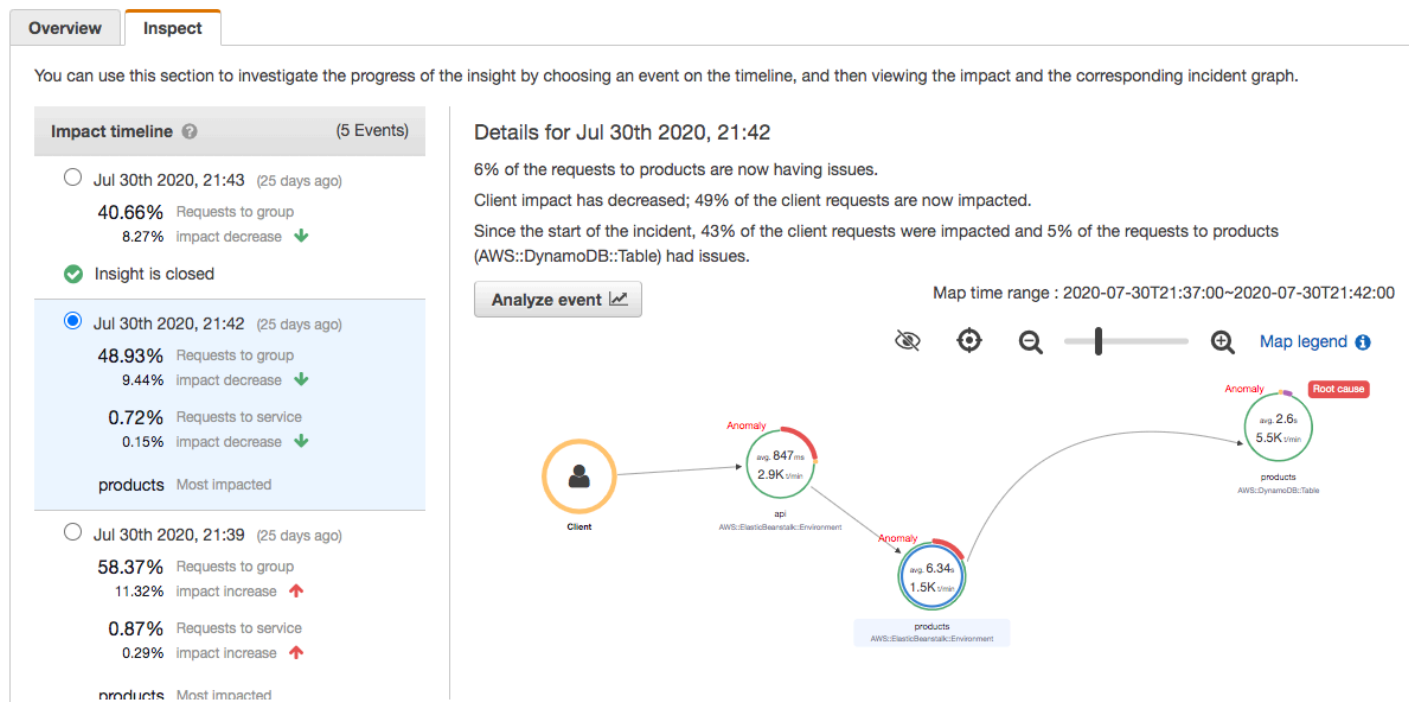 Overview
Inspect
You can use this section to investigate the progress of the insight by choosing an event on the timeline, and then viewing the impact and the corresponding incident graph.
Impact timeline ? (5 Events)
Jul 30th 2020, 21:43 (25 days ago)
40.66% Requests to group
8.27% impact decrease
Insight is closed
Jul 30th 2020, 21:42 (25 days ago)
48.93% Requests to group
9.44% impact decrease
0.72% Requests to service
0.15% impact decrease
products Most impacted
Jul 30th 2020, 21:39 (25 days ago)
58.37% Requests to group
11.32% impact increase
0.87% Requests to service
0.29% impact increase
products Most impacted
Details for Jul 30th 2020, 21:42
6% of the requests to products are now having issues.
Client impact has decreased; 49% of the client requests are now impacted.
Since the start of the incident, 43% of the client requests were impacted and 5% of the requests to products
(AWS::DynamoDB::Table) had issues.
Analyze event
Map time range : 2020-07-30T21:37:00~2020-07-30T21:42:00
Map legend i
Client
Anomaly
avg. 847ms
2.9K t/min
api
AWS::ElasticBeanstalk::Environment
Anomaly
avg. 6.34s
1.5K t/min
products
AWS::ElasticBeanstalk::Environment
Anomaly
Root cause
avg. 2.6s
5.5K t/min
products
AWS::DynamoDB::Table